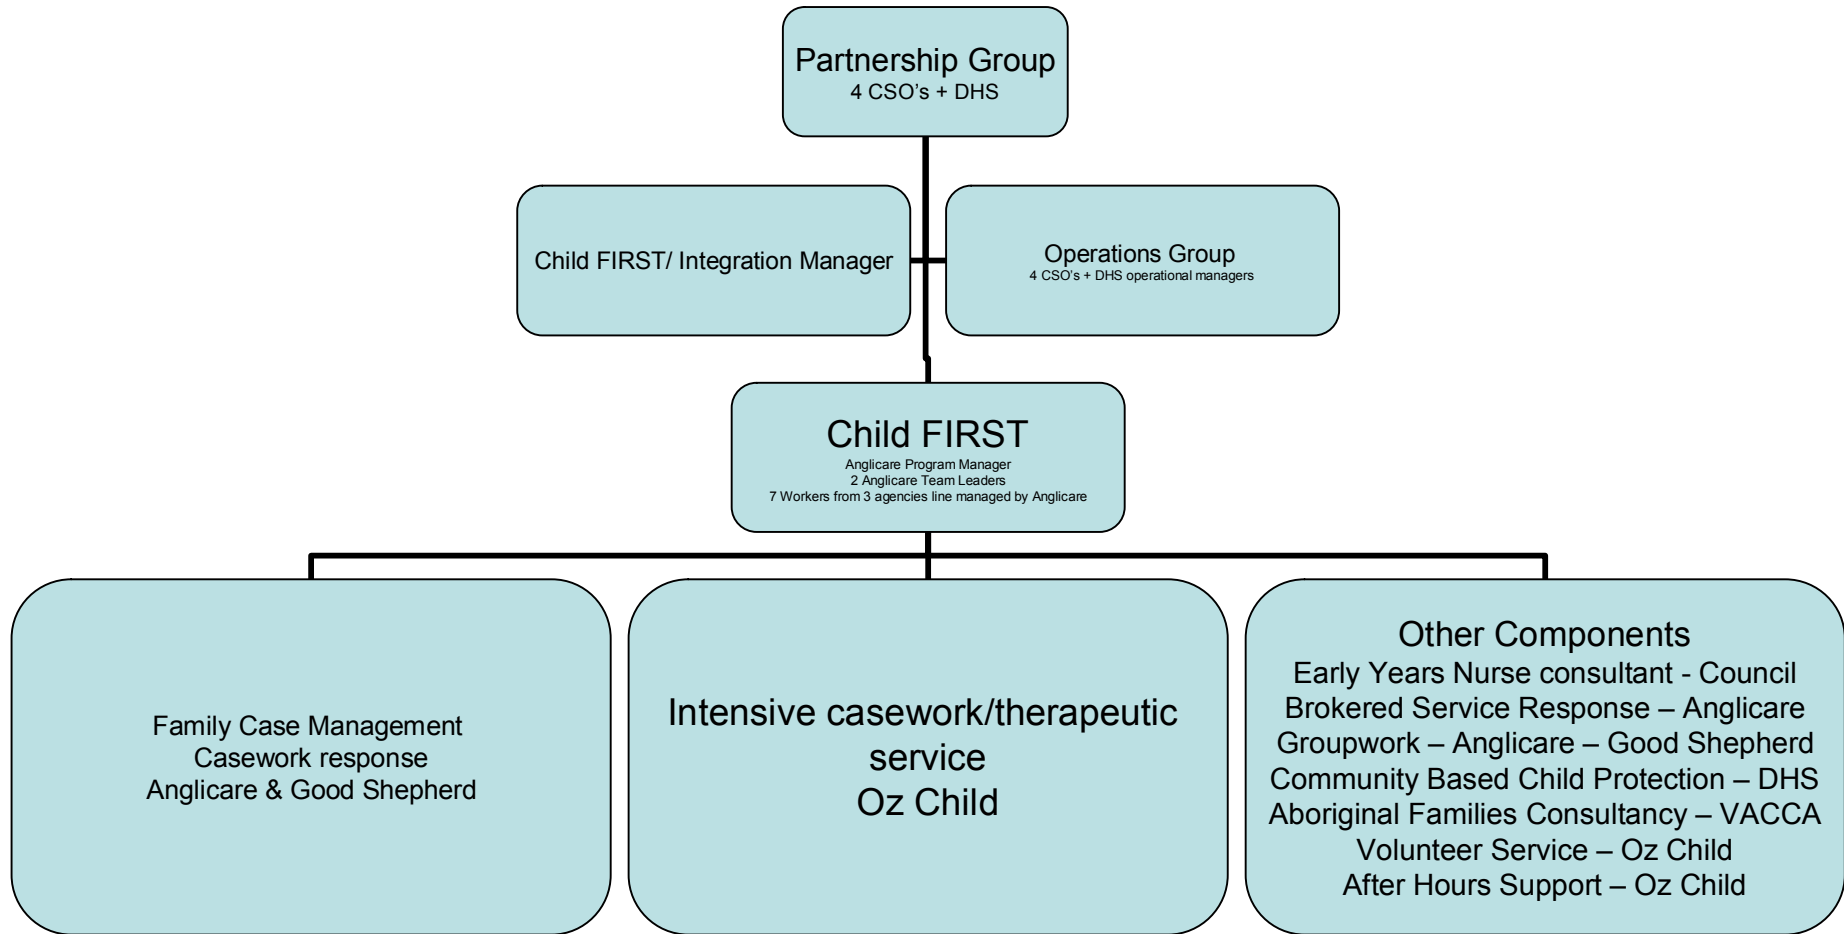 Partnership Group
4 CSO's + DHS
Child FIRST/ Integration Manager
Operations Group
4 CSO's + DHS operational managers
Child FIRST
Anglicare Program Manager
2 Anglicare Team Leaders
7 Workers from 3 agencies line managed by Anglicare
Family Case Management
Casework response
Anglicare & Good Shepherd
Intensive casework/therapeutic
service
Oz Child
Other Components
Early Years Nurse consultant - Council
Brokered Service Response – Anglicare
Groupwork – Anglicare – Good Shepherd
Community Based Child Protection – DHS
Aboriginal Families Consultancy – VACCA
Volunteer Service – Oz Child
After Hours Support – Oz Child